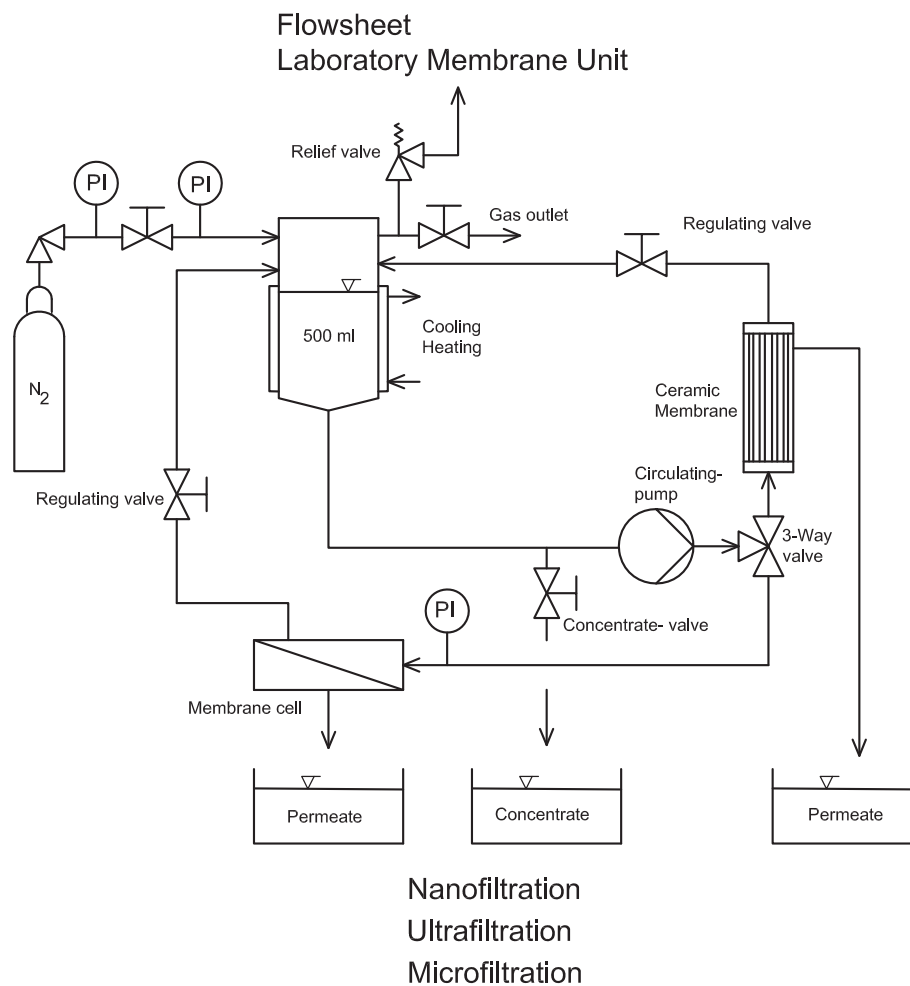 Flowsheet
Laboratory Membrane Unit
Relief valve
PI
PI
Gas outlet
Regulating valve
N2
500 ml
Cooling
Heating
Ceramic
Membrane
Regulating valve
Circulating-
pump
3-Way
valve
PI
Concentrate- valve
Membrane cell
Permeate
Concentrate
Permeate
Nanofiltration
Ultrafiltration
Microfiltration